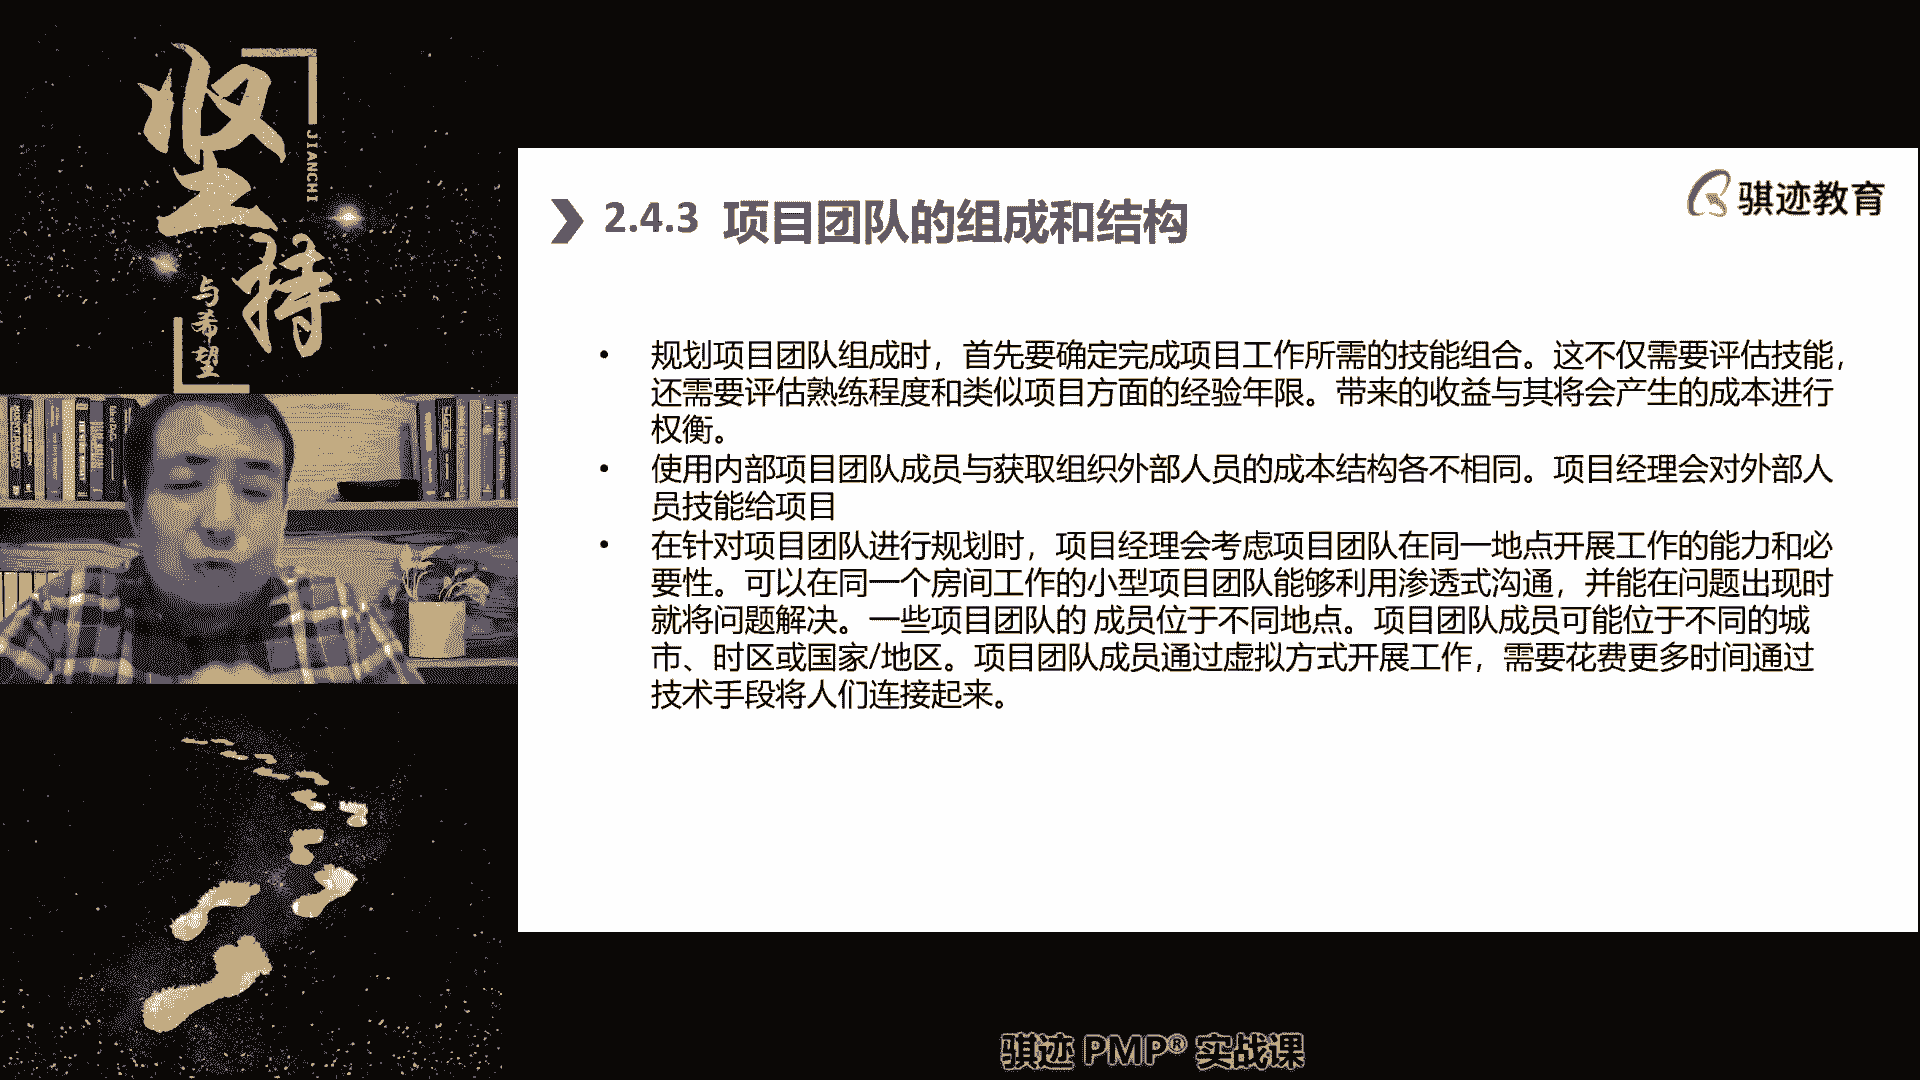 坚持
JIANCHI
与希望
骐迹教育
2.4.3 项目团队的组成和结构
• 规划项目团队组成时，首先要确定完成项目工作所需的技能组合。这不仅需要评估技能，
还需要评估熟练程度和类似项目方面的经验年限。带来的收益与其将会产生的成本进行
权衡。
• 使用内部项目团队成员与获取组织外部人员的成本结构各不相同。项目经理会对外部人
员技能给项目
• 在针对项目团队进行规划时，项目经理会考虑项目团队在同一地点开展工作的能力和必
要性。可以在同一个房间工作的小型项目团队能够利用渗透式沟通，并能在问题出现时
就将问题解决。一些项目团队的 成员位于不同地点。项目团队成员可能位于不同的城
市、时区或国家/地区。项目团队成员通过虚拟方式开展工作，需要花费更多时间通过
技术手段将人们连接起来。
骐迹 PMP® 实战课